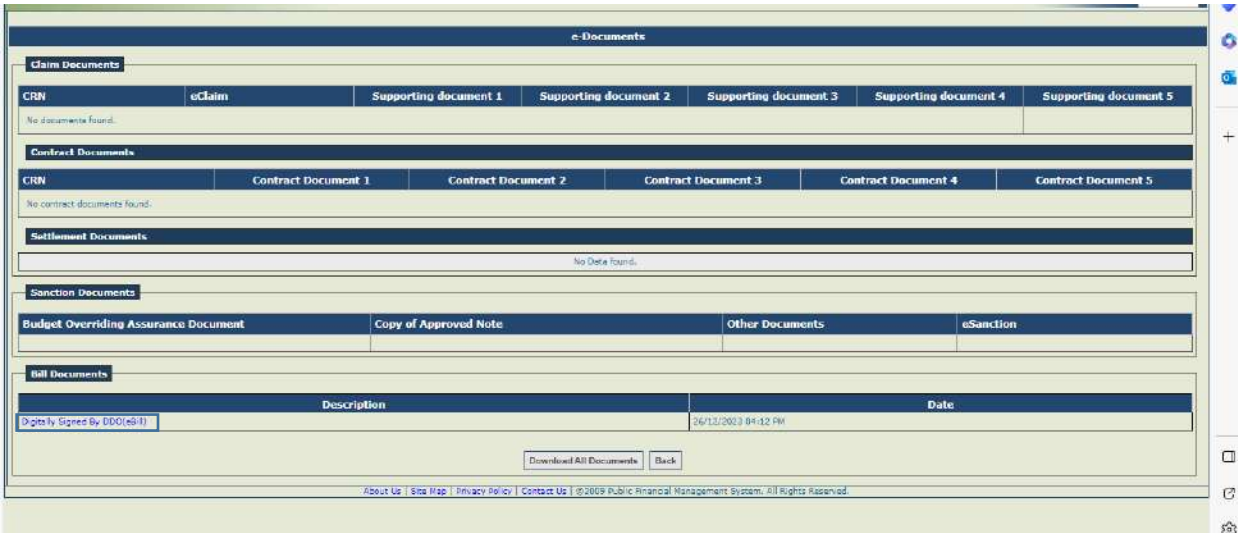 e-Documents
Claim Documents
CRN eClaim Supporting document 1 Supporting document 2 Supporting document 3 Supporting document 4 Supporting document 5
No documents found.
Contract Documents
CRN Contract Document 1 Contract Document 2 Contract Document 3 Contract Document 4 Contract Document 5
No contract documents found.
Settlement Documents
No Data found.
Sanction Documents
Budget Overriding Assurance Document Copy of Approved Note Other Documents eSanction
Bill Documents
Description Date
Digitally Signed By DDO(eBill) 26/12/2023 04:12 PM
Download All Documents Back
About Us | Site Map | Privacy Policy | Contact Us | ©2009 Public Financial Management System. All Rights Reserved.